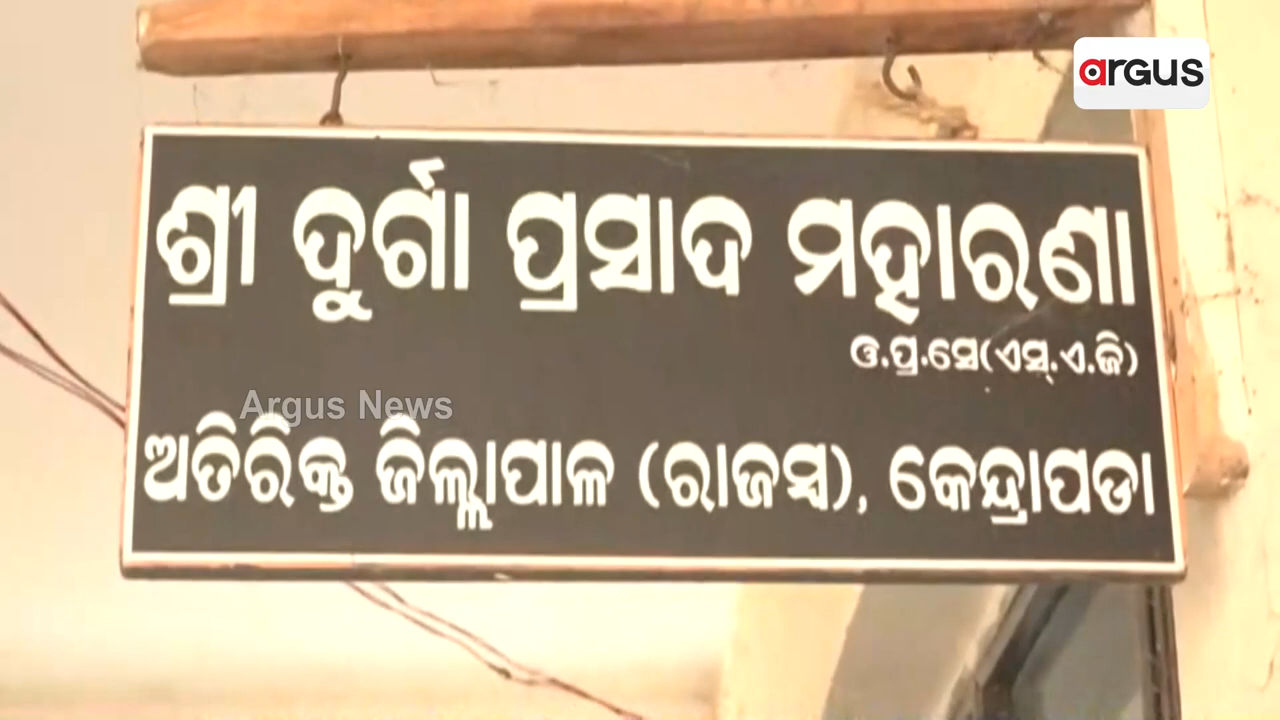 argus
ଶ୍ରୀ ଦୁର୍ଗା ପ୍ରସାଦ ମହାରଣା
ଓ.ପ୍ର.ସେ(ଏସ୍.ଏ.ଜି)
Argus News
ଅତିରିକ୍ତ ଜିଲ୍ଲାପାଳ (ରାଜସ୍ୱ), କେନ୍ଦ୍ରାପଡା